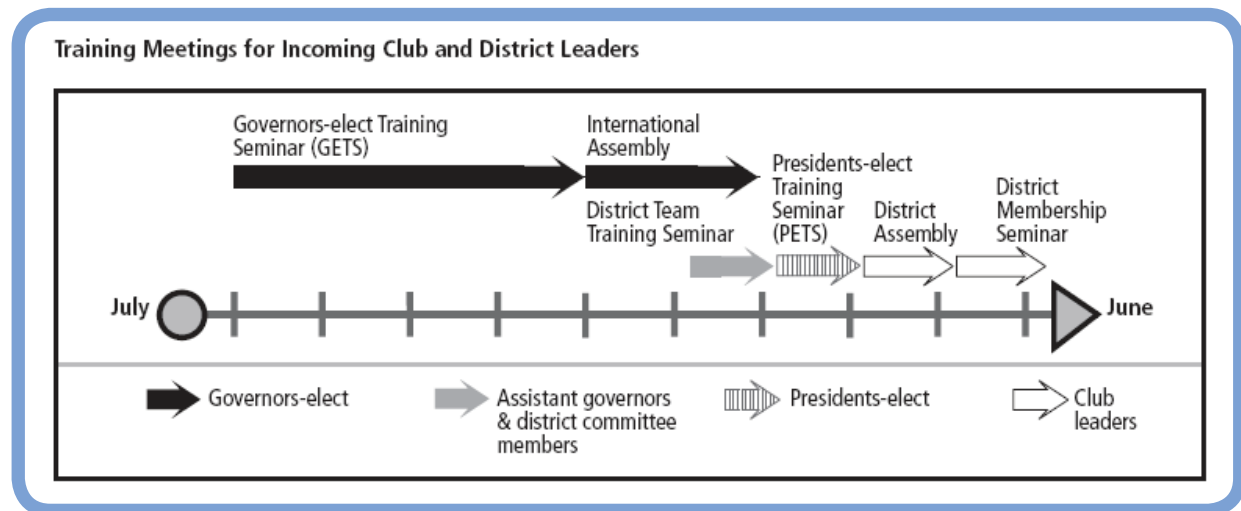 Training Meetings for Incoming Club and District Leaders
Governors-elect Training
Seminar (GETS)
International
Assembly
Presidents-elect
Training
Seminar
(PETS)
District Team
Training Seminar
District
Assembly
District
Membership
Seminar
July
June
Governors-elect
Assistant governors
& district committee
members
Presidents-elect
Club
leaders